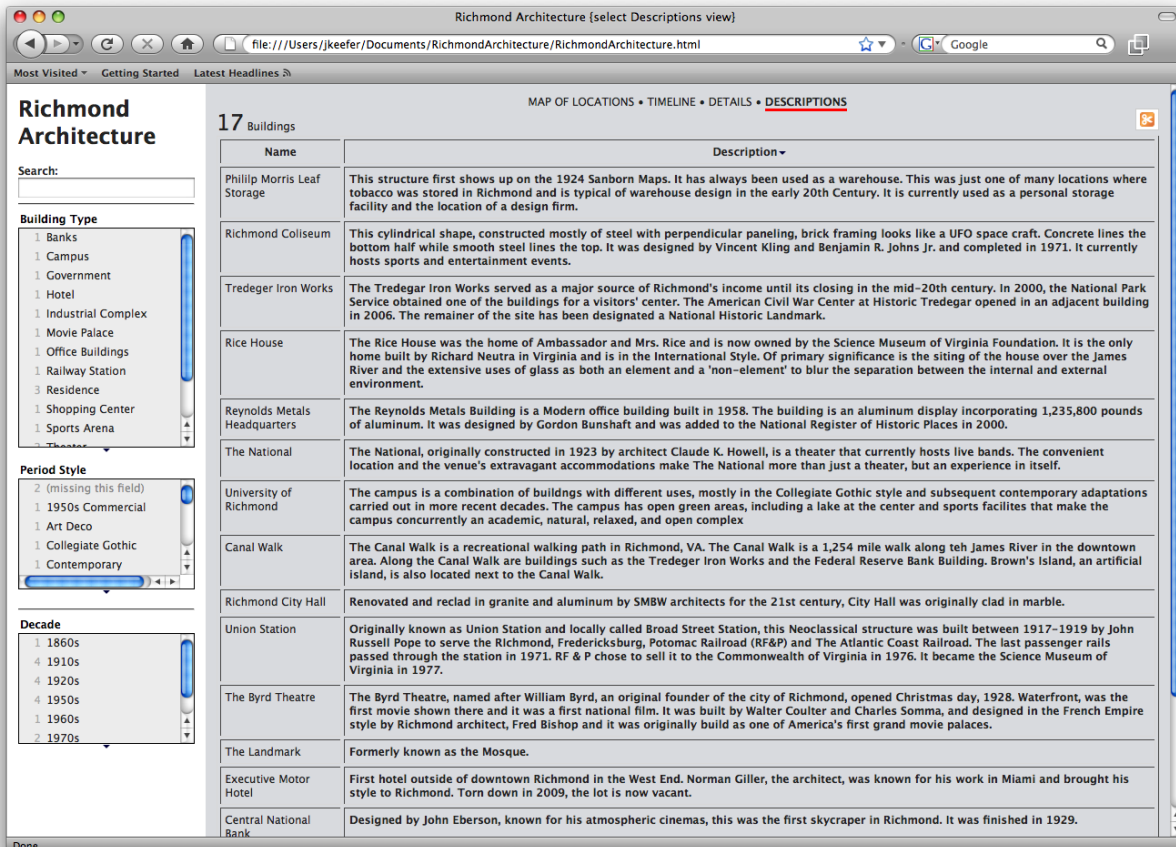 Richmond Architecture {select Descriptions view}
file:///Users/jkeefer/Documents/RichmondArchitecture/RichmondArchitecture.html
Google
Most Visited Getting Started Latest Headlines
Richmond
Architecture
Search:
Building Type
1 Banks
1 Campus
1 Government
1 Hotel
1 Industrial Complex
1 Movie Palace
1 Office Buildings
1 Railway Station
3 Residence
1 Shopping Center
1 Sports Arena
2 Theater
Period Style
2 (missing this field)
1 1950s Commercial
1 Art Deco
1 Collegiate Gothic
1 Contemporary
Decade
1 1860s
4 1910s
4 1920s
4 1950s
1 1960s
2 1970s
MAP OF LOCATIONS • TIMELINE • DETAILS • DESCRIPTIONS
17 Buildings
Name Description
Phililp Morris Leaf
Storage
This structure first shows up on the 1924 Sanborn Maps. It has always been used as a warehouse. This was just one of many locations where
tobacco was stored in Richmond and is typical of warehouse design in the early 20th Century. It is currently used as a personal storage
facility and the location of a design firm.
Richmond Coliseum
This cylindrical shape, constructed mostly of steel with perpendicular paneling, brick framing looks like a UFO space craft. Concrete lines the
bottom half while smooth steel lines the top. It was designed by Vincent Kling and Benjamin R. Johns Jr. and completed in 1971. It currently
hosts sports and entertainment events.
Tredeger Iron Works
The Tredegar Iron Works served as a major source of Richmond's income until its closing in the mid-20th century. In 2000, the National Park
Service obtained one of the buildings for a visitors' center. The American Civil War Center at Historic Tredegar opened in an adjacent building
in 2006. The remainer of the site has been designated a National Historic Landmark.
Rice House
The Rice House was the home of Ambassador and Mrs. Rice and is now owned by the Science Museum of Virginia Foundation. It is the only
home built by Richard Neutra in Virginia and is in the International Style. Of primary significance is the siting of the house over the James
River and the extensive uses of glass as both an element and a 'non-element' to blur the separation between the internal and external
environment.
Reynolds Metals
Headquarters
The Reynolds Metals Building is a Modern office building built in 1958. The building is an aluminum display incorporating 1,235,800 pounds
of aluminum. It was designed by Gordon Bunshaft and was added to the National Register of Historic Places in 2000.
The National
The National, originally constructed in 1923 by architect Claude K. Howell, is a theater that currently hosts live bands. The convenient
location and the venue's extravagant accommodations make The National more than just a theater, but an experience in itself.
University of
Richmond
The campus is a combination of buildngs with different uses, mostly in the Collegiate Gothic style and subsequent contemporary adaptations
carried out in more recent decades. The campus has open green areas, including a lake at the center and sports facilites that make the
campus concurrently an academic, natural, relaxed, and open complex
Canal Walk
The Canal Walk is a recreational walking path in Richmond, VA. The Canal Walk is a 1,254 mile walk along teh James River in the downtown
area. Along the Canal Walk are buildings such as the Tredeger Iron Works and the Federal Reserve Bank Building. Brown's Island, an artificial
island, is also located next to the Canal Walk.
Richmond City Hall
Renovated and reclad in granite and aluminum by SMBW architects for the 21st century, City Hall was originally clad in marble.
Union Station
Originally known as Union Station and locally called Broad Street Station, this Neoclassical structure was built between 1917-1919 by John
Russell Pope to serve the RIchmond, Fredericksburg, Potomac Railroad (RF&P) and The Atlantic Coast Railroad. The last passenger rails
passed through the station in 1971. RF & P chose to sell it to the Commonwealth of Virginia in 1976. It became the Science Museum of
Virginia in 1977.
The Byrd Theatre
The Byrd Theatre, named after William Byrd, an original founder of the city of Richmond, opened Christmas day, 1928. Waterfront, was the
first movie shown there and it was a first national film. It was built by Walter Coulter and Charles Somma, and designed in the French Empire
style by Richmond architect, Fred Bishop and it was originally build as one of America's first grand movie palaces.
The Landmark
Formerly known as the Mosque.
Executive Motor
Hotel
First hotel outside of downtown Richmond in the West End. Norman Giller, the architect, was known for his work in Miami and brought his
style to Richmond. Torn down in 2009, the lot is now vacant.
Central National
Bank
Designed by John Eberson, known for his atmospheric cinemas, this was the first skycraper in Richmond. It was finished in 1929.
Done